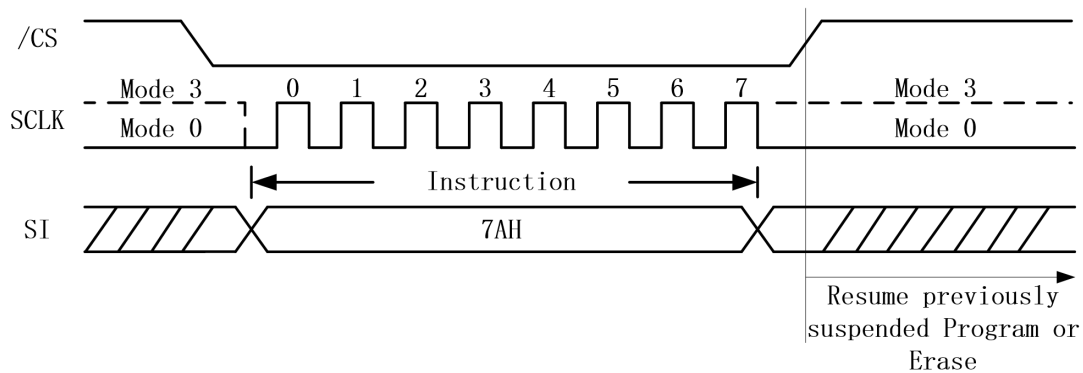 /CS
Mode 3
0 1 2 3 4 5 6 7
Mode 3
SCLK
Mode 0
Mode 0
Instruction
SI
7AH
Resume previously
suspended Program or
Erase